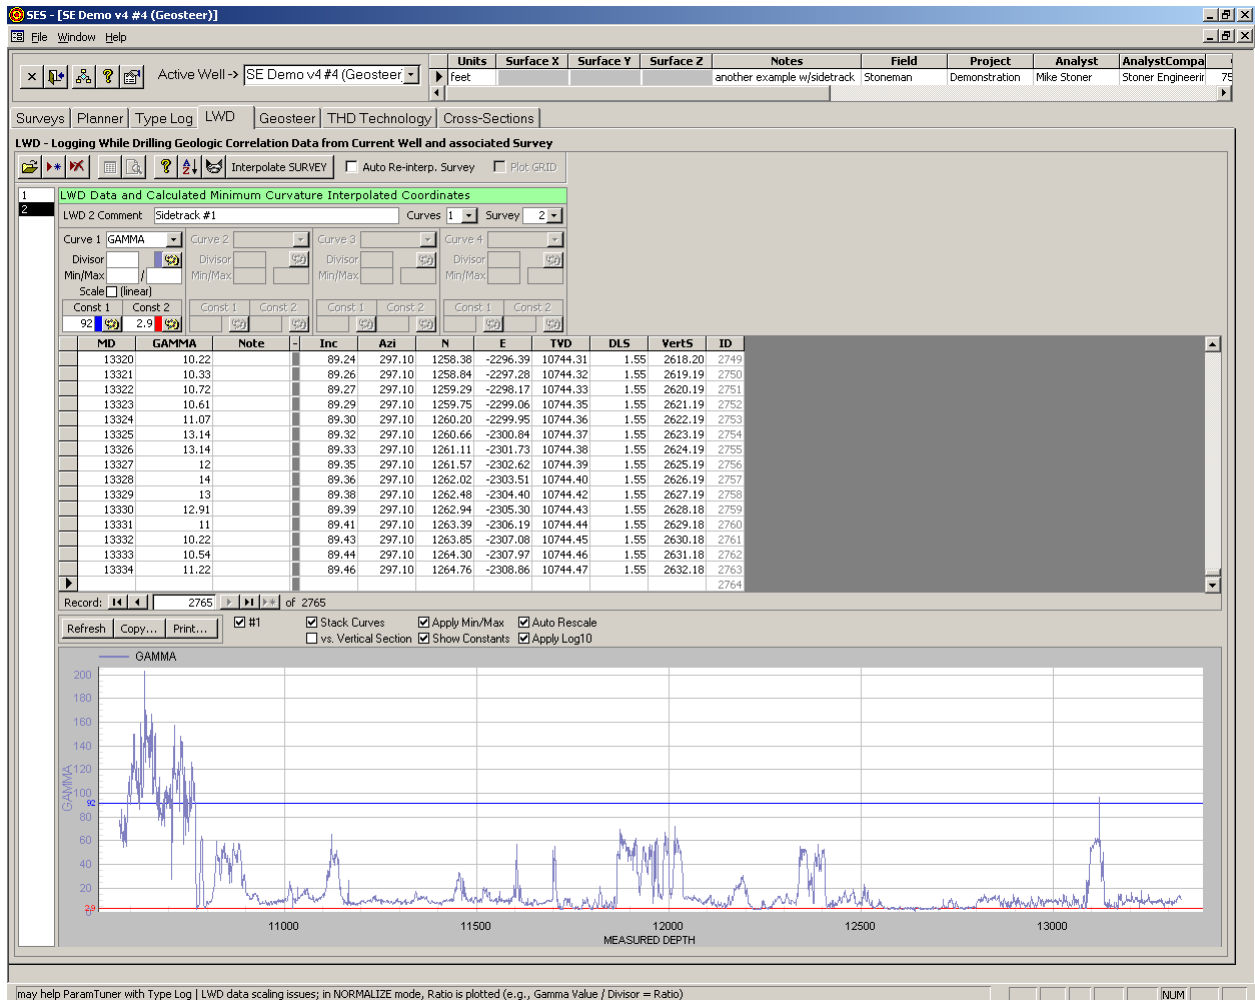 SES - [SE Demo v4 #4 (Geosteer)]
File Window Help
Active Well-> SE Demo v4 #4 (Geosteer)
Units Surface X Surface Y Surface Z Notes Field Project Analyst AnalystCompa
feet another example w/sidetrack Stoneman Demonstration Mike Stoner Stoner Engineerin 75
Surveys Planner Type Log LWD Geosteer THD Technology Cross-Sections
LWD - Logging While Drilling Geologic Correlation Data from Current Well and associated Survey
Interpolate SURVEY Auto Re-interp. Survey Plot GRID
1
2
LWD Data and Calculated Minimum Curvature Interpolated Coordinates
LWD 2 Comment Sidetrack #1 Curves 1 Survey 2
Curve 1 GAMMA Curve 2 Curve 3 Curve 4
Divisor Divisor Divisor Divisor
Min/Max / Min/Max Min/Max Min/Max
Scale (linear)
Const 1 Const 2 Const 1 Const 2 Const 1 Const 2 Const 1 Const 2
92 2.9
MD GAMMA Note - Inc Azi N E TVD DLS VertS ID
13320 10.22 89.24 297.10 1258.38 -2296.39 10744.31 1.55 2618.20 2749
13321 10.33 89.26 297.10 1258.84 -2297.28 10744.32 1.55 2619.19 2750
13322 10.72 89.27 297.10 1259.29 -2298.17 10744.33 1.55 2620.19 2751
13323 10.61 89.29 297.10 1259.75 -2299.06 10744.35 1.55 2621.19 2752
13324 11.07 89.30 297.10 1260.20 -2299.95 10744.36 1.55 2622.19 2753
13325 13.14 89.32 297.10 1260.66 -2300.84 10744.37 1.55 2623.19 2754
13326 13.14 89.33 297.10 1261.11 -2301.73 10744.38 1.55 2624.19 2755
13327 12 89.35 297.10 1261.57 -2302.62 10744.39 1.55 2625.19 2756
13328 14 89.36 297.10 1262.02 -2303.51 10744.40 1.55 2626.19 2757
13329 13 89.38 297.10 1262.48 -2304.40 10744.42 1.55 2627.19 2758
13330 12.91 89.39 297.10 1262.94 -2305.30 10744.43 1.55 2628.18 2759
13331 11 89.41 297.10 1263.39 -2306.19 10744.44 1.55 2629.18 2760
13332 10.22 89.43 297.10 1263.85 -2307.08 10744.45 1.55 2630.18 2761
13333 10.54 89.44 297.10 1264.30 -2307.97 10744.46 1.55 2631.18 2762
13334 11.22 89.46 297.10 1264.76 -2308.86 10744.47 1.55 2632.18 2763
2764
Record: 2765 of 2765
Refresh Copy... Print... #1 Stack Curves Apply Min/Max Auto Rescale
vs. Vertical Section Show Constants Apply Log10
GAMMA
200
180
160
140
120
100
92
80
60
40
20
2.9
0
GAMMA
11000 11500 12000 12500 13000
MEASURED DEPTH
may help ParamTuner with Type Log | LWD data scaling issues; in NORMALIZE mode, Ratio is plotted (e.g., Gamma Value / Divisor = Ratio) NUM